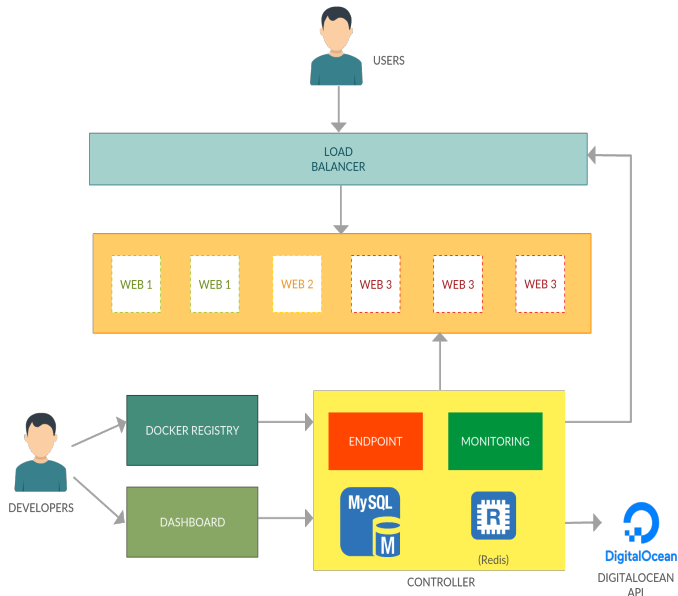 USERS
LOAD
BALANCER
WEB 1
WEB 1
WEB 2
WEB 3
WEB 3
WEB 3
DOCKER REGISTRY
ENDPOINT
MONITORING
DEVELOPERS
DASHBOARD
MySQL
M
R
(Redis)
CONTROLLER
DigitalOcean
DIGITALOCEAN
API